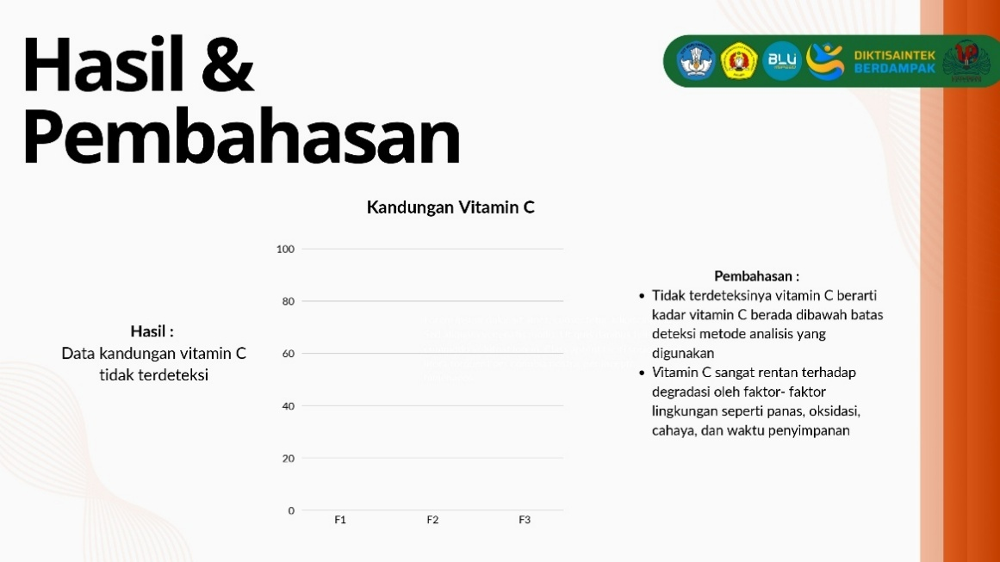 Hasil &
Pembahasan
BLU
DIKTISAINTEK
BERDAMPAK
Kandungan Vitamin C
100
80
60
40
20
0
F1
F2
F3
Hasil :
Data kandungan vitamin C
tidak terdeteksi
Pembahasan :
• Tidak terdeteksinya vitamin C berarti
kadar vitamin C berada dibawah batas
deteksi metode analisis yang
digunakan
• Vitamin C sangat rentan terhadap
degradasi oleh faktor- faktor
lingkungan seperti panas, oksidasi,
cahaya, dan waktu penyimpanan